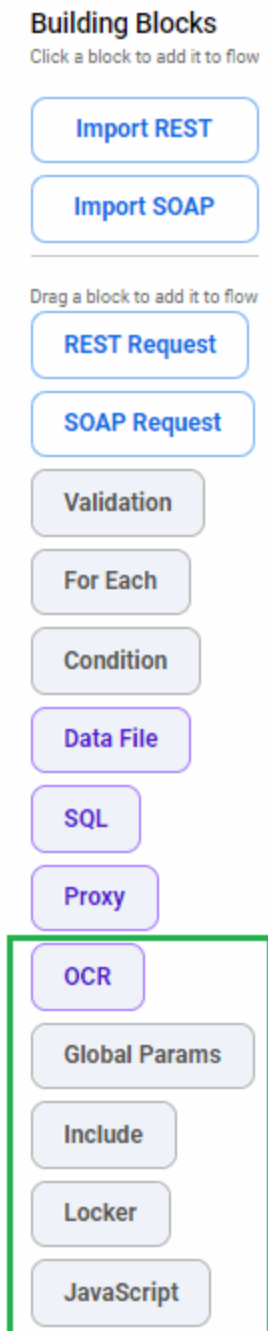 Building Blocks
Click a block to add it to flow
Import REST
Import SOAP
Drag a block to add it to flow
REST Request
SOAP Request
Validation
For Each
Condition
Data File
SQL
Proxy
OCR
Global Params
Include
Locker
JavaScript